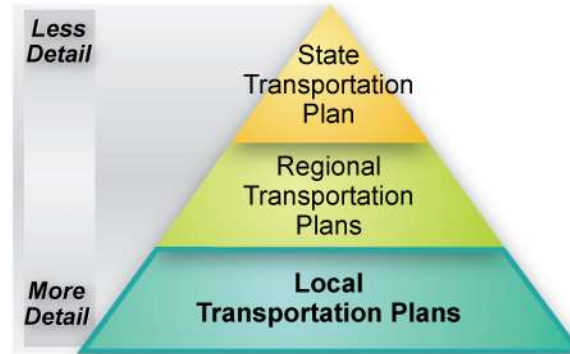 Less
Detail
State
Transportation
Plan
Regional
Transportation
Plans
More
Detail
Local
Transportation Plans